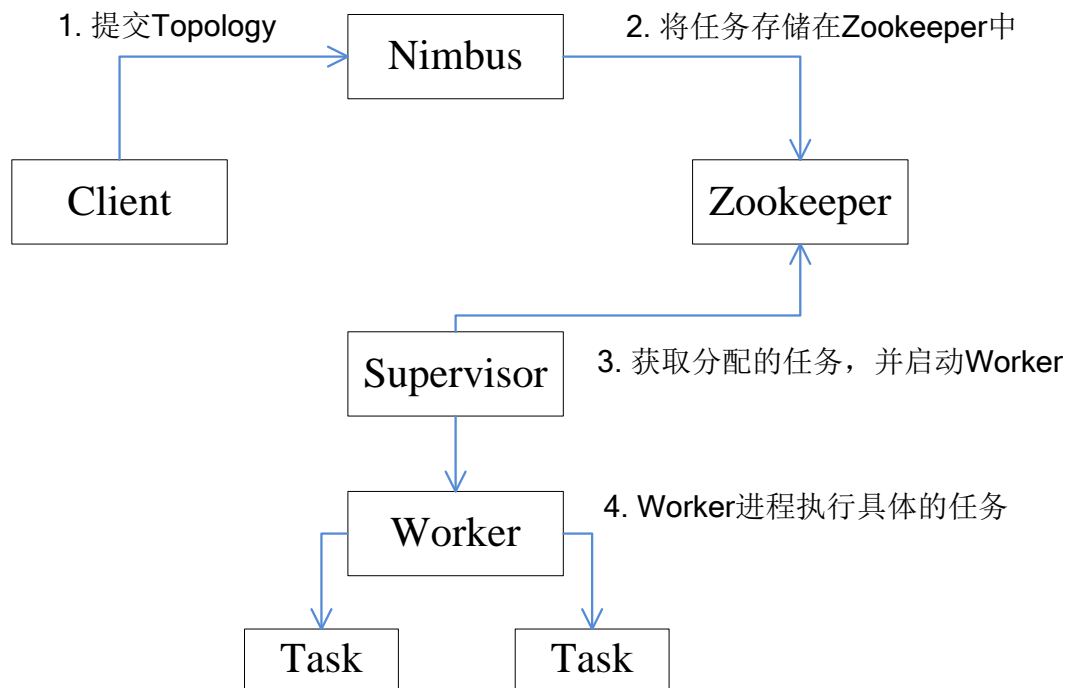 1. 提交Topology
Nimbus
2. 将任务存储在Zookeeper中
Client
Zookeeper
Supervisor
3. 获取分配的任务，并启动Worker
Worker
4. Worker进程执行具体的任务
Task
Task